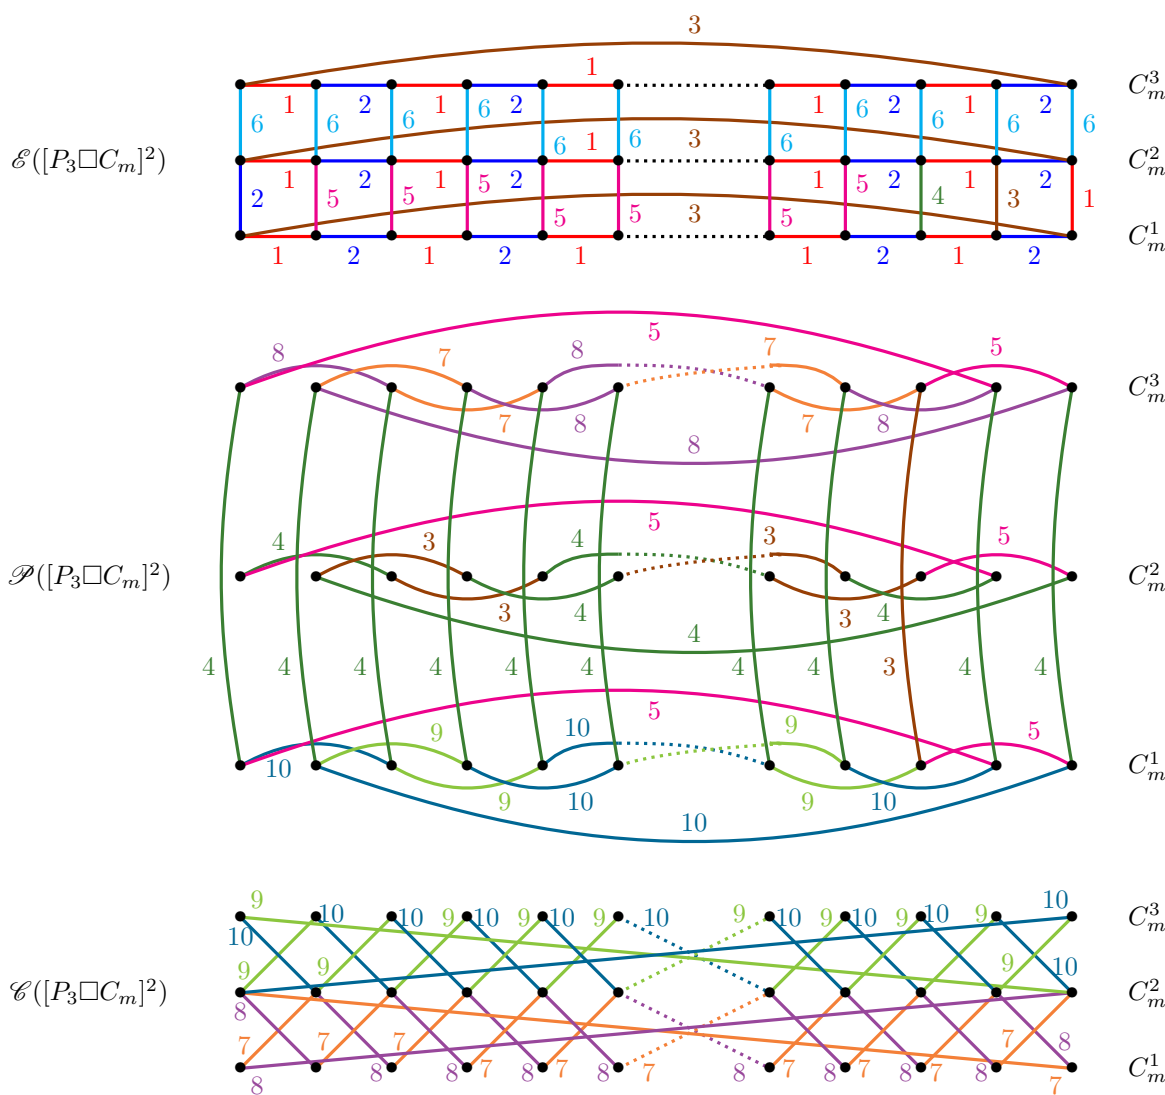 3
1
C_m^3
1 2 1 2 1 2 1 2
6 6 6 6 6 6 6 6 6 6 6
ℰ([P_3□C_m]^2)
3
1
C_m^2
1 2 1 2 1 2 1 2
2 5 5 5 5 5 5 5 4 3 1
3
C_m^1
1 2 1 2 1 1 2 1 2
5
8 7 8 7 5
C_m^3
7 8 7 8
8
5
4 3 4 3 5
𝒫([P_3□C_m]^2)
C_m^2
3 4 3 4
4
4 4 4 4 4 4 4 4 3 4 4
5
9 10 9 5
C_m^1
10 9 10 9 10
10
9 10 10 9 10 9 10 9 10 9 10 9 10 9 10 9 10
C_m^3
10
9 9 9 10
𝒞([P_3□C_m]^2)
C_m^2
8 8
7 7 7 7
8 8 7 8 7 8 7 8 7 8 7 8 7 8 7 8 7
C_m^1